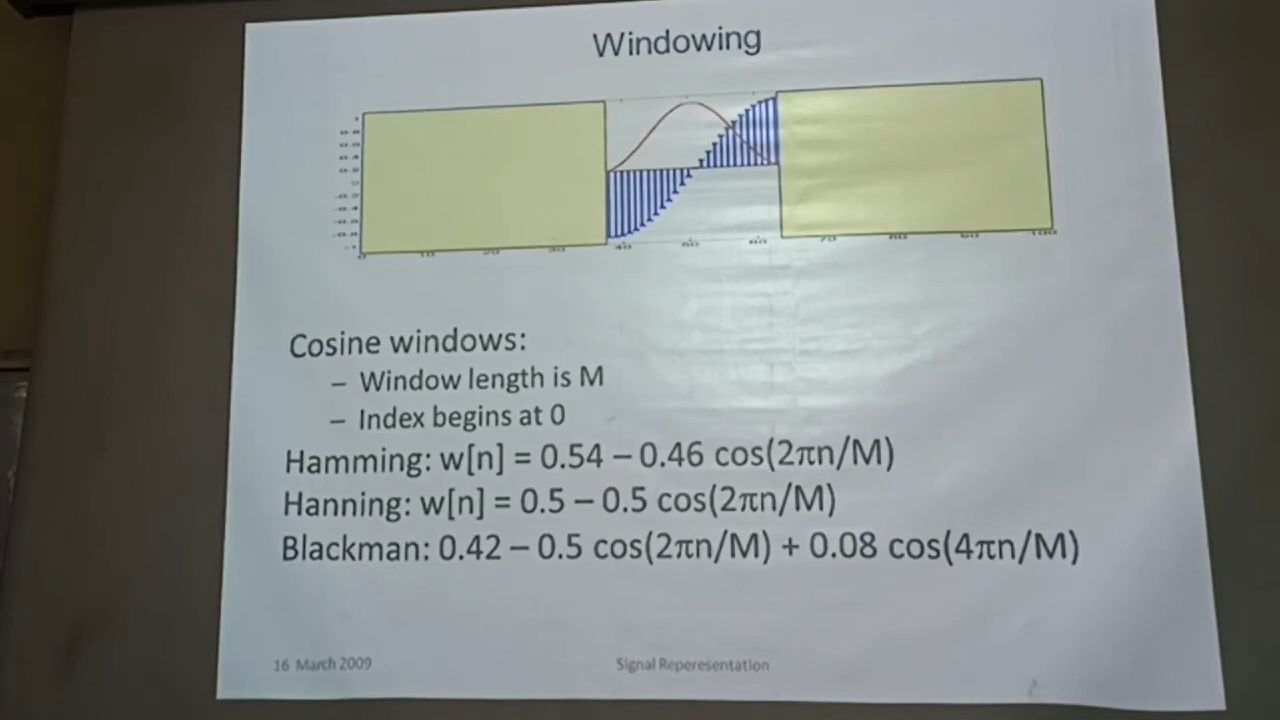 Windowing
Cosine windows:
– Window length is M
– Index begins at 0
Hamming: w[n] = 0.54 – 0.46 cos(2πn/M)
Hanning: w[n] = 0.5 – 0.5 cos(2πn/M)
Blackman: 0.42 – 0.5 cos(2πn/M) + 0.08 cos(4πn/M)
16 March 2009
Signal Reperesentation